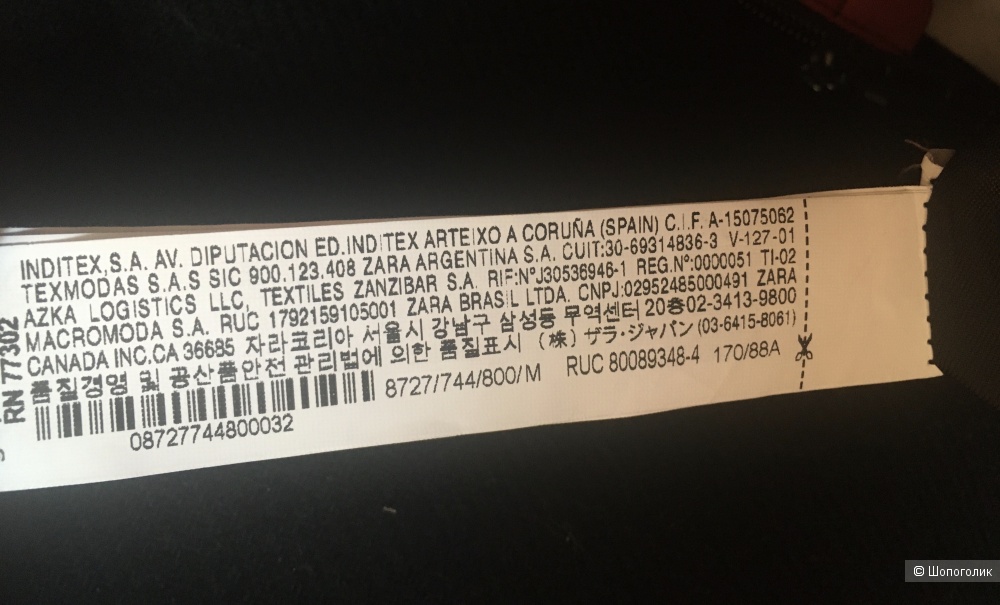 INDITEX,S.A. AV. DIPUTACION ED.INDITEX ARTEIXO A CORUÑA (SPAIN) C.I.F. A-15075062
TEXMODAS S.A.S SIC 900.123.408 ZARA ARGENTINA S.A. CUIT:30-69314836-3 V-127-01
AZKA LOGISTICS LLC, TEXTILES ZANZIBAR S.A. RIF:NºJ30536946-1 REG.Nº:0000051 TI-02
MACROMODA S.A. RUC 1792159105001 ZARA BRASIL LTDA. CNPJ:02952485000491 ZARA
CANADA INC.CA 36685 자라코리아 서울시 강남구 삼성동 무역센터 20층02-3413-9800
품질경영 및 공산품안전 관리법에 의한 품질표시 (株) ザラ・ジャパン (03-6415-8061)
8727/744/800/M RUC 80089348-4 170/88A
08727744800032
RN 77302
© Шопоголик